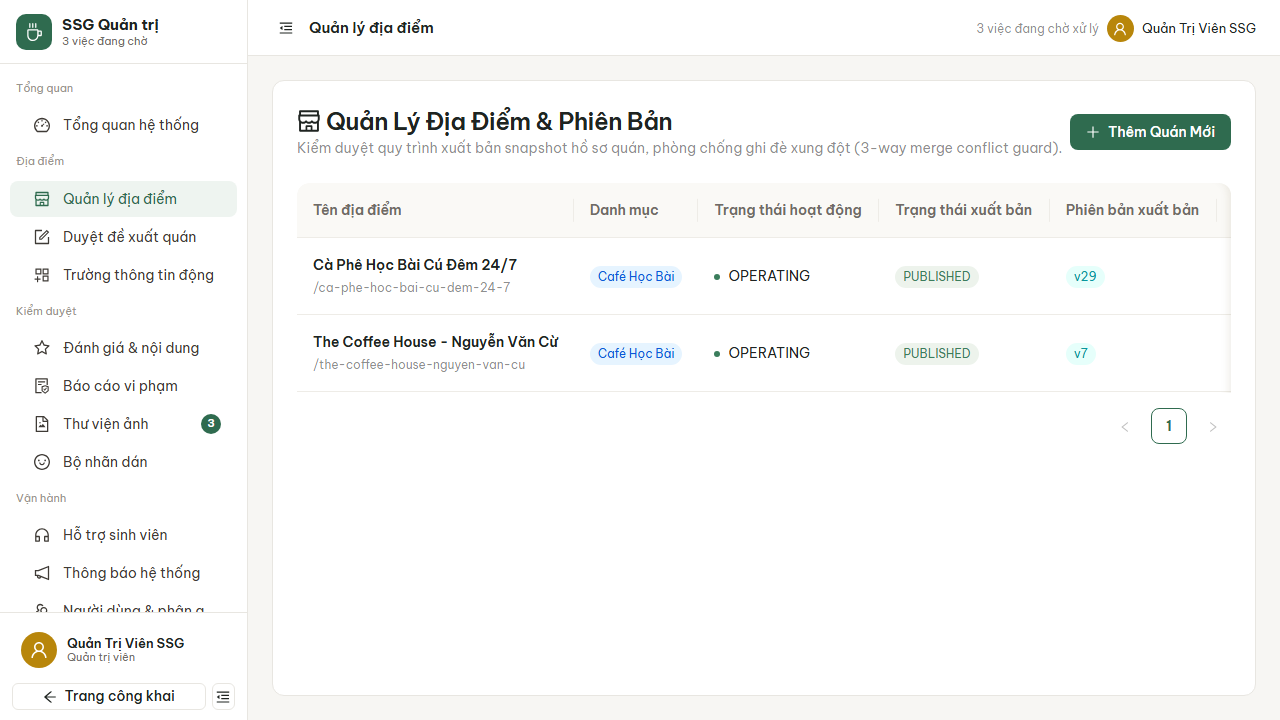 SSG Quản trị
3 việc đang chờ
Tổng quan
Tổng quan hệ thống
Địa điểm
Quản lý địa điểm
Duyệt đề xuất quán
Trường thông tin động
Kiểm duyệt
Đánh giá & nội dung
Báo cáo vi phạm
Thư viện ảnh
3
Bộ nhãn dán
Vận hành
Hỗ trợ sinh viên
Thông báo hệ thống
Người dùng & phân q
Quản Trị Viên SSG
Quản trị viên
Trang công khai
Quản lý địa điểm
3 việc đang chờ xử lý
Quản Trị Viên SSG
Quản Lý Địa Điểm & Phiên Bản
Kiểm duyệt quy trình xuất bản snapshot hồ sơ quán, phòng chống ghi đè xung đột (3-way merge conflict guard).
Thêm Quán Mới
Tên địa điểm Danh mục Trạng thái hoạt động Trạng thái xuất bản Phiên bản xuất bản
Cà Phê Học Bài Cú Đêm 24/7
/ca-phe-hoc-bai-cu-dem-24-7
Café Học Bài OPERATING PUBLISHED v29
The Coffee House - Nguyễn Văn Cừ
/the-coffee-house-nguyen-van-cu
Café Học Bài OPERATING PUBLISHED v7
1